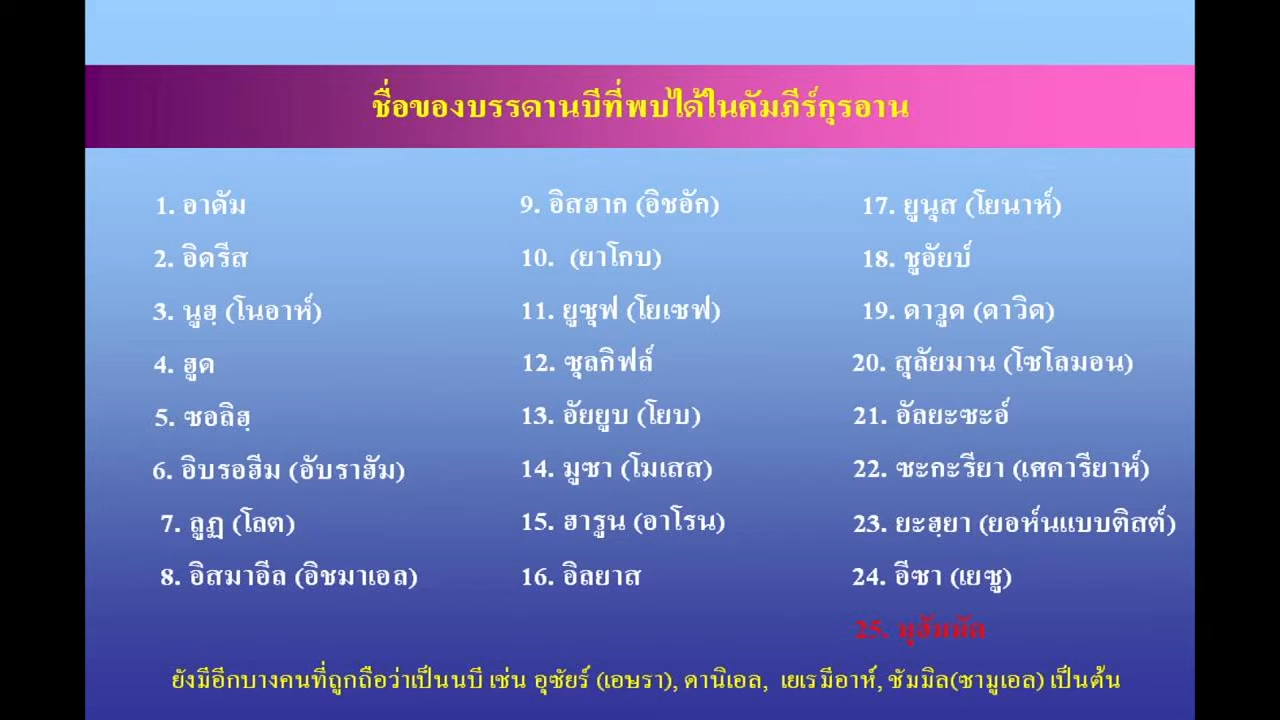 ชื่อของบรรดานบีที่พบได้ในคัมภีร์กุรอาน
1. อาดัม
2. อิดรีส
3. นูฮฺ (โนอาห์)
4. ฮูด
5. ซอลิฮฺ
6. อิบรอฮีม (อับราฮัม)
7. ลูฏ (โลต)
8. อิสมาอีล (อิชมาเอล)
9. อิสฮาก (อิชอัก)
10. (ยาโกบ)
11. ยูซุฟ (โยเซฟ)
12. ซุลกิฟล์
13. อัยยูบ (โยบ)
14. มูซา (โมเสส)
15. ฮารูน (อาโรน)
16. อิลยาส
17. ยูนุส (โยนาห์)
18. ชูอัยบ์
19. ดาวูด (ดาวิด)
20. สุลัยมาน (โซโลมอน)
21. อัลยะซะอ์
22. ซะกะรียา (เศคารียาห์)
23. ยะฮฺยา (ยอห์นแบบติสต์)
24. อีซา (เยซู)
25. มุฮัมมัด
ยังมีอีกบางคนที่ถูกถือว่าเป็นนบี เช่น อุซัยร์ (เอษรา), ดานิเอล, เยเรมีอาห์, ชัมมิล(ซามูเอล) เป็นต้น